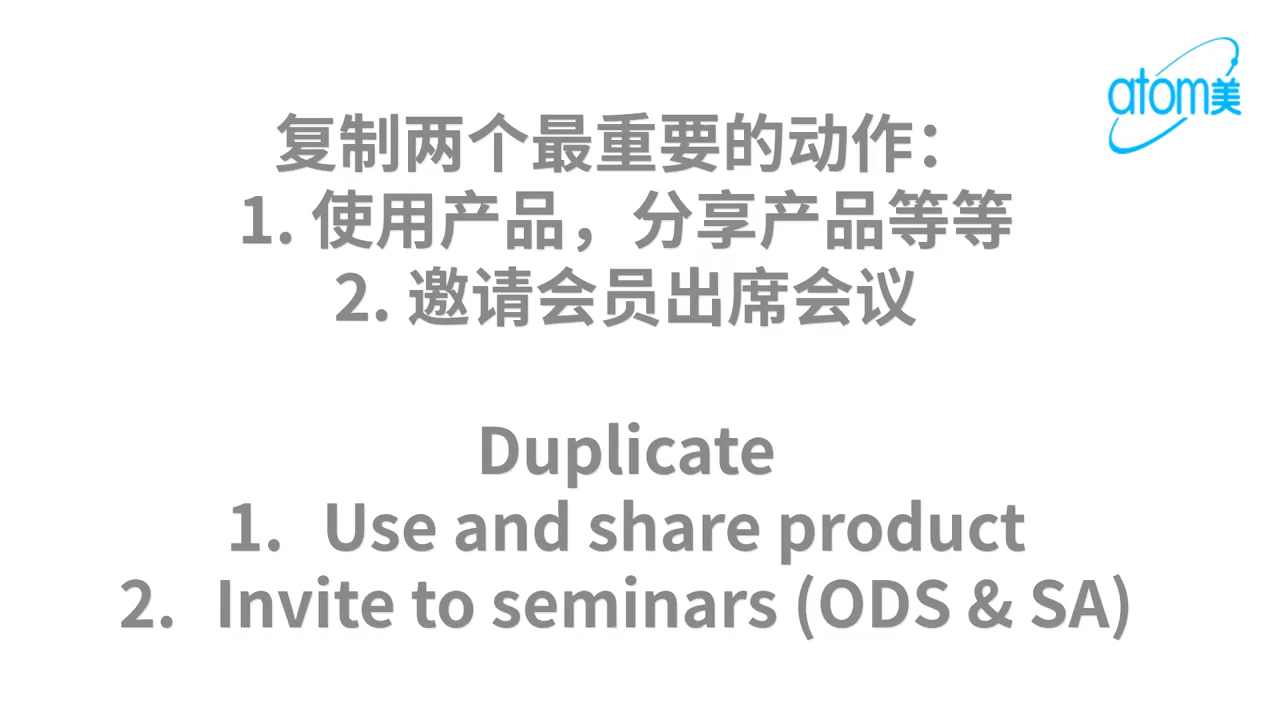 atom美
复制两个最重要的动作：
1. 使用产品，分享产品等等
2. 邀请会员出席会议
Duplicate
1. Use and share product
2. Invite to seminars (ODS & SA)